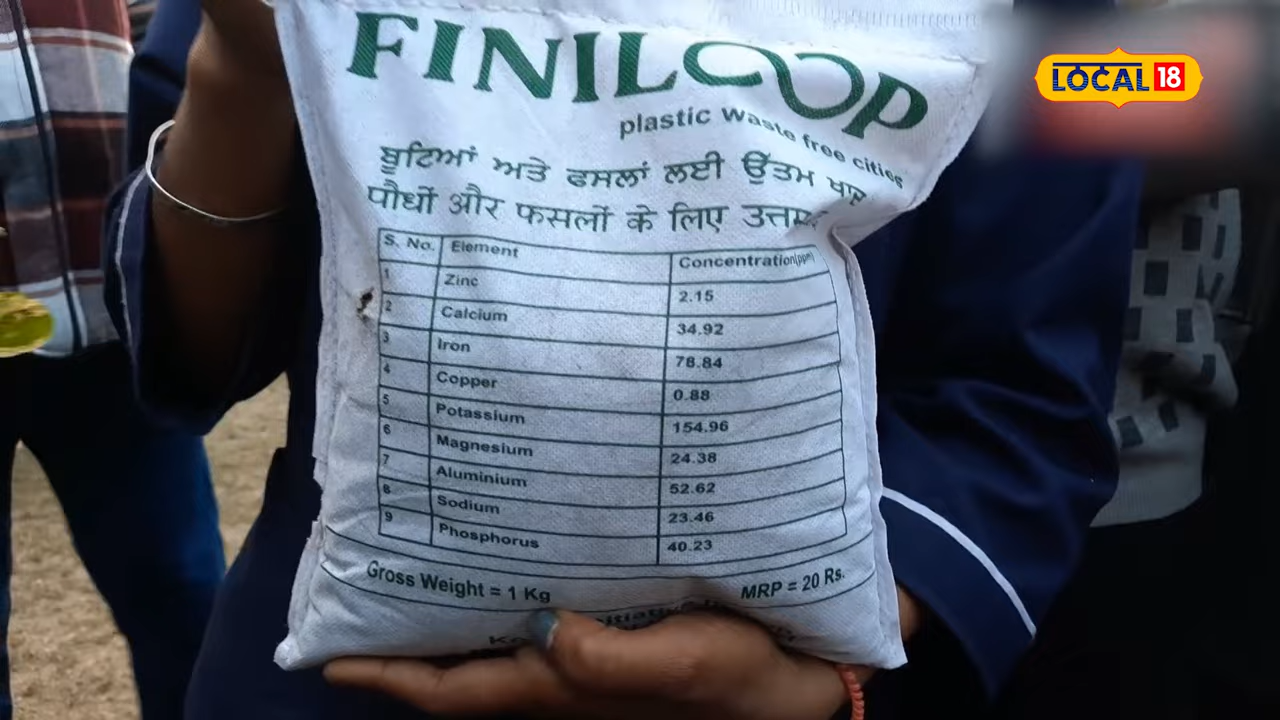 FINILOOP
LOCAL 18
plastic Waste free cities
ਬੂਟਿਆਂ ਅਤੇ ਫਸਲਾਂ ਲਈ ਉੱਤਮ
पौधों और फसलों के लिए
S. No. Element Concentration(ppm)
1 Zinc 2.15
2 Calcium 34.92
3 Iron 78.84
4 Copper 0.88
5 Potassium 154.96
6 Magnesium 24.38
7 Aluminium 52.62
8 Sodium 23.46
9 Phosphorus 40.23
Gross Weight = 1 Kg MRP = 20 Rs.